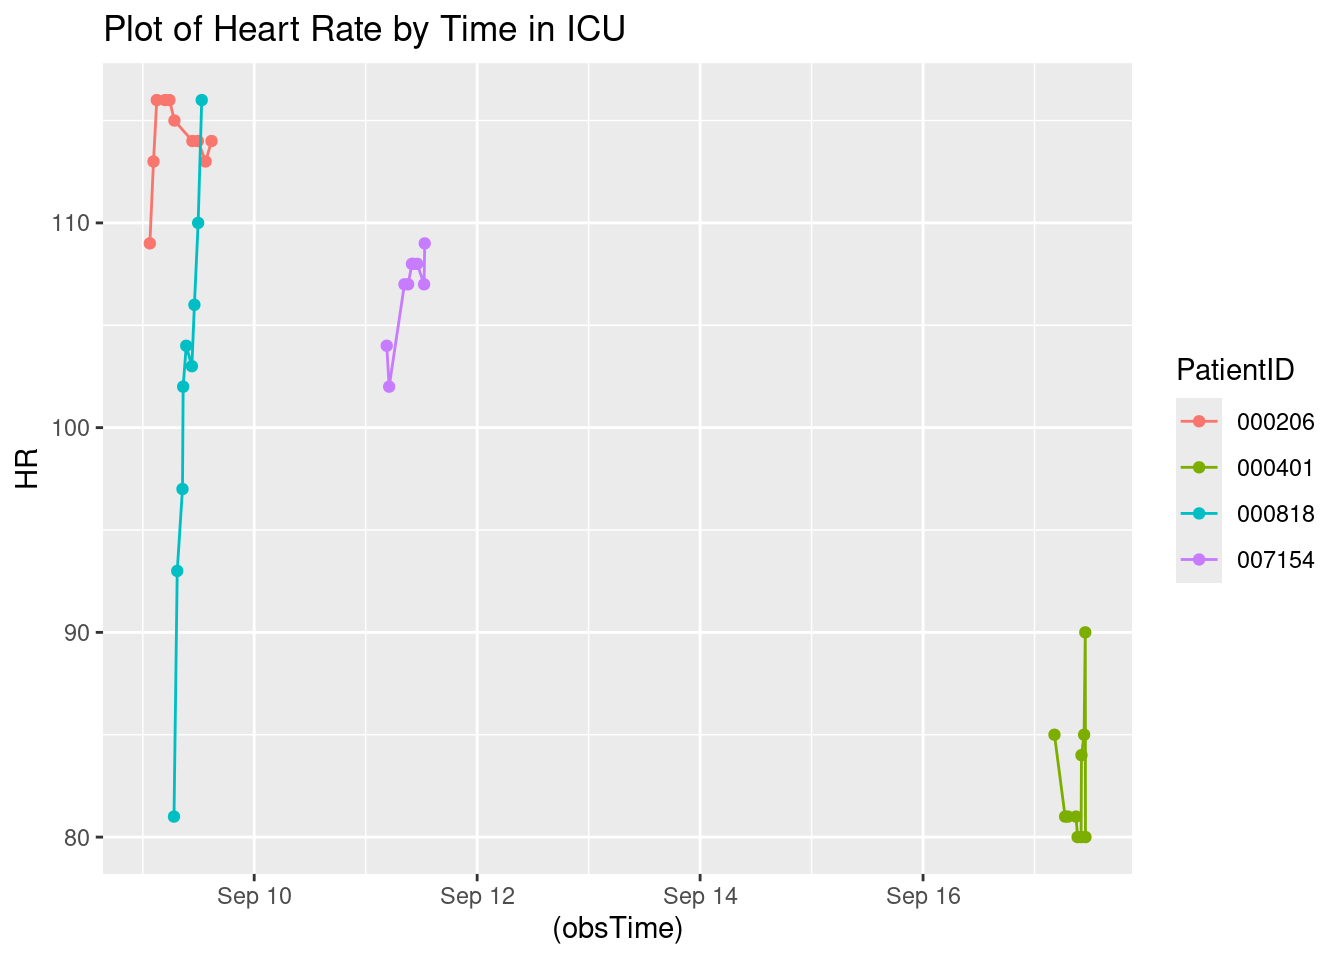 Plot of Heart Rate by Time in ICU
110
100
90
80
HR
Sep 10
Sep 12
Sep 14
Sep 16
(obsTime)
PatientID
000206
000401
000818
007154